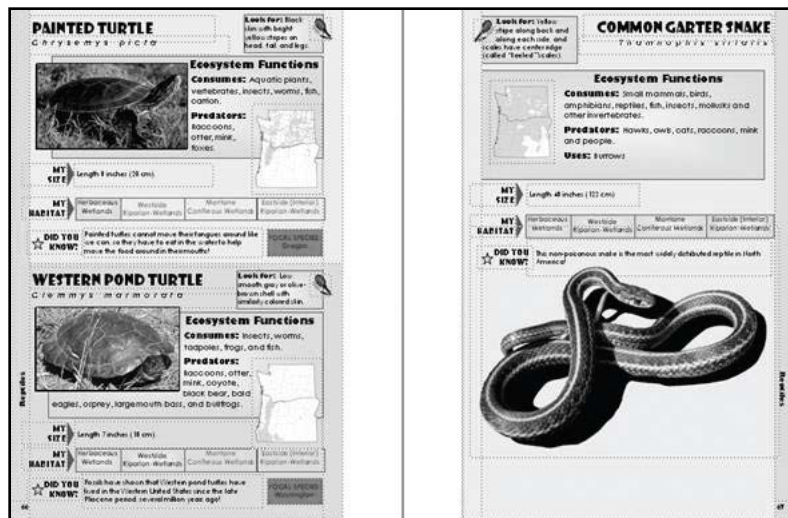 PAINTED TURTLE
Chrysemys picta
Look for: Black
skin with bright
yellow stripes on
head, tail, and legs.
Ecosystem Functions
Consumes: Aquatic plants,
vertebrates, insects, worms, fish,
carrion.
Predators:
Raccoons,
otter, mink,
foxes.
MY
SIZE
Length 8 inches (20 cm)
MY
HABITAT
Herbaceous
Wetlands
Westside
Riparian-Wetlands
Montane
Coniferous Wetlands
Eastside (Interior)
Riparian-Wetlands
DID YOU
KNOW?
Painted turtles cannot move their tongues around like
we can, so they have to eat in the water to help
move the food around in their mouths!
FOCAL SPECIES
Oregon
WESTERN POND TURTLE
Clemmys marmorata
Look for: Low
smooth gray or olive-
brown shell with
similarly colored skin.
Ecosystem Functions
Consumes: Insects, worms,
tadpoles, frogs, and fish.
Predators:
Raccoons, otter,
mink, coyote,
black bear, bald
eagles, osprey, largemouth bass, and bullfrogs.
MY
SIZE
Length 7 inches (18 cm)
MY
HABITAT
Herbaceous
Wetlands
Westside
Riparian-Wetlands
Montane
Coniferous Wetlands
Eastside (Interior)
Riparian-Wetlands
DID YOU
KNOW?
Fossils have shown that Western pond turtles have
lived in the Western United States since the late
Pliocene period, several million years ago!
FOCAL SPECIES
Washington
Reptiles
66
Look for: Yellow
stripe along back and
along each side, and
scales have center ridge
(called "keeled" scales).
COMMON GARTER SNAKE
Thamnophis sirtalis
Ecosystem Functions
Consumes: Small mammals, birds,
amphibians, reptiles, fish, insects, mollusks and
other invertebrates.
Predators: Hawks, owls, cats, raccoons, mink
and people.
Uses: Burrows
MY
SIZE
Length 48 inches (122 cm)
MY
HABITAT
Herbaceous
Wetlands
Westside
Riparian-Wetlands
Montane
Coniferous Wetlands
Eastside (Interior)
Riparian-Wetlands
DID YOU
KNOW?
This non-poisonous snake is the most widely distributed reptile in North
America!
Reptiles
67